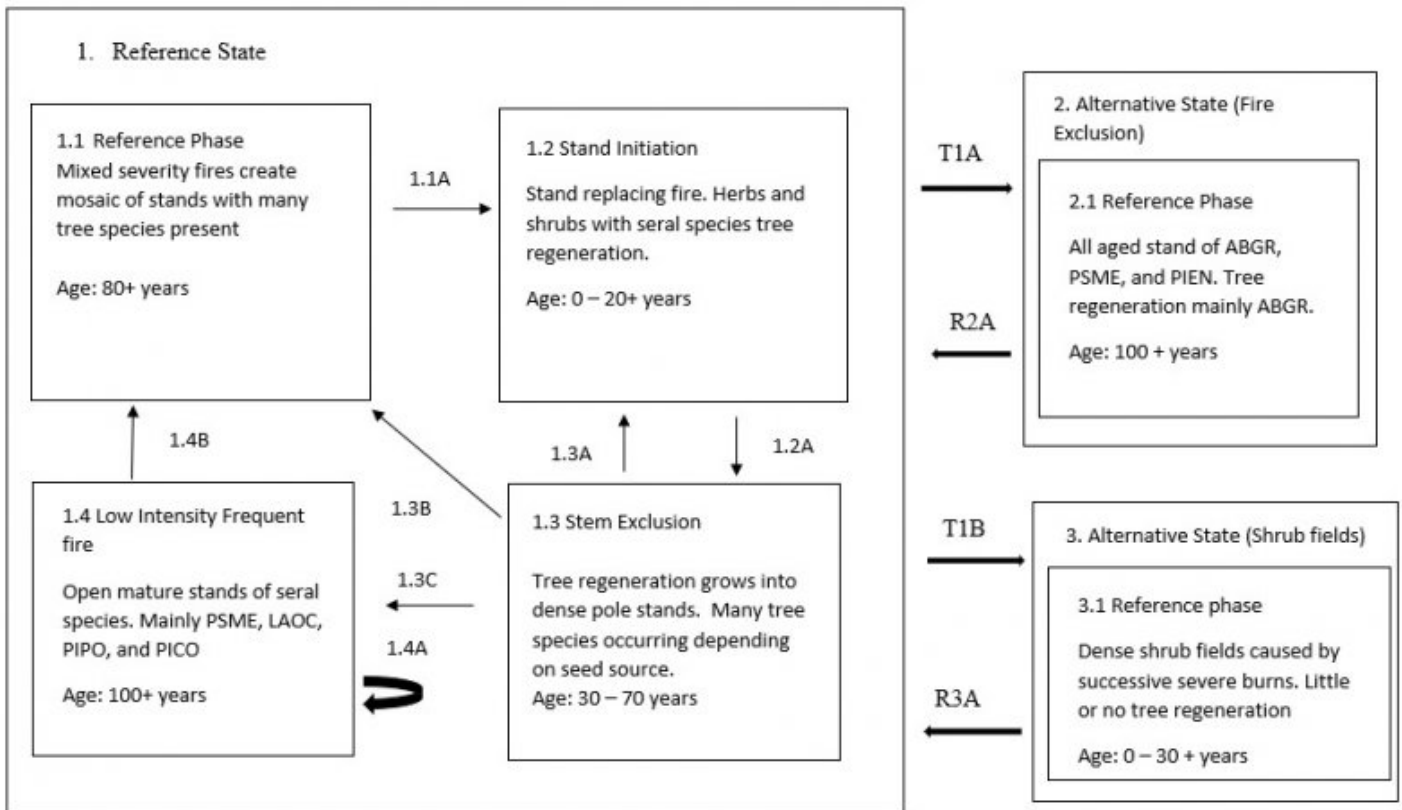 1. Reference State
1.1 Reference Phase
Mixed severity fires create
mosaic of stands with many
tree species present
Age: 80+ years
1.1A
1.2 Stand Initiation
Stand replacing fire. Herbs and
shrubs with seral species tree
regeneration.
Age: 0 – 20+ years
1.4B
1.3A
1.2A
1.4 Low Intensity Frequent
fire
Open mature stands of seral
species. Mainly PSME, LAOC,
PIPO, and PICO
Age: 100+ years
1.3B
1.3C
1.4A
1.3 Stem Exclusion
Tree regeneration grows into
dense pole stands. Many tree
species occurring depending
on seed source.
Age: 30 – 70 years
T1A
R2A
2. Alternative State (Fire
Exclusion)
2.1 Reference Phase
All aged stand of ABGR,
PSME, and PIEN. Tree
regeneration mainly ABGR.
Age: 100 + years
T1B
R3A
3. Alternative State (Shrub fields)
3.1 Reference phase
Dense shrub fields caused by
successive severe burns. Little
or no tree regeneration
Age: 0 – 30 + years